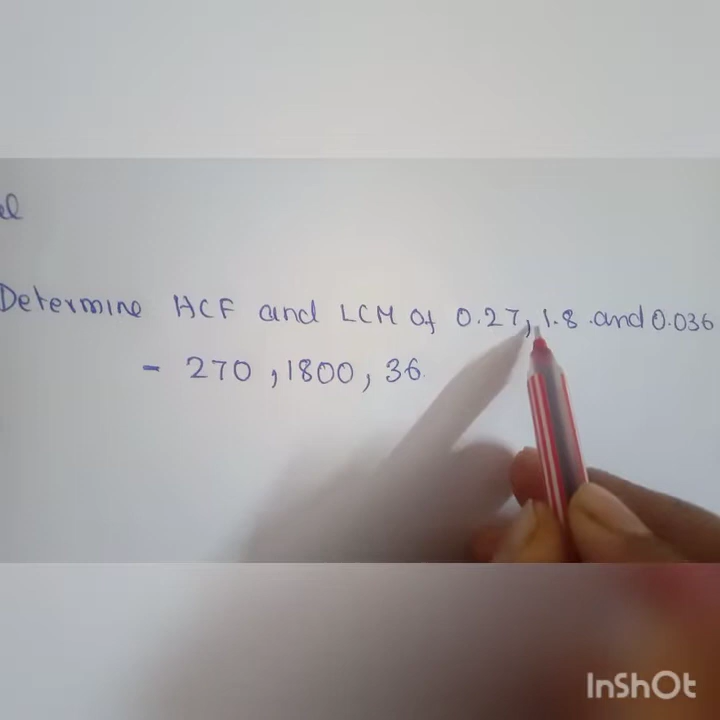 Determine HCF and LCM Of 0.27, 1.8 and 0.036
- 270, 1800, 36
InShOt